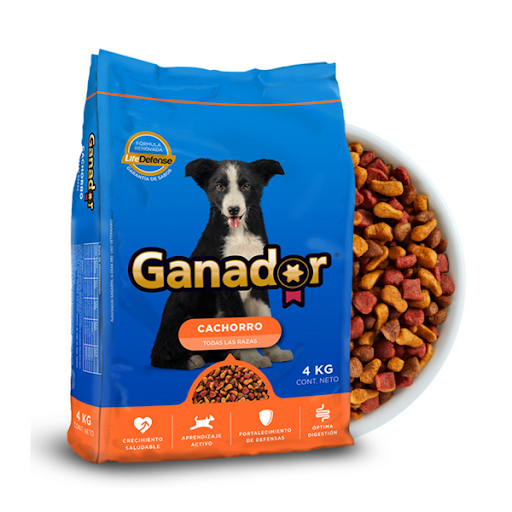 FÓRMULA
RENOVADA
LifeDefense
GARANTÍA DE SABOR
Ganador
CACHORRO
TODAS LAS RAZAS
4 KG
CONT. NETO
CRECIMIENTO
SALUDABLE
APRENDIZAJE
ACTIVO
FORTALECIMIENTO
DE DEFENSAS
ÓPTIMA
DIGESTIÓN
Ganador
CACHORRO
4 KG
CONT. NETO